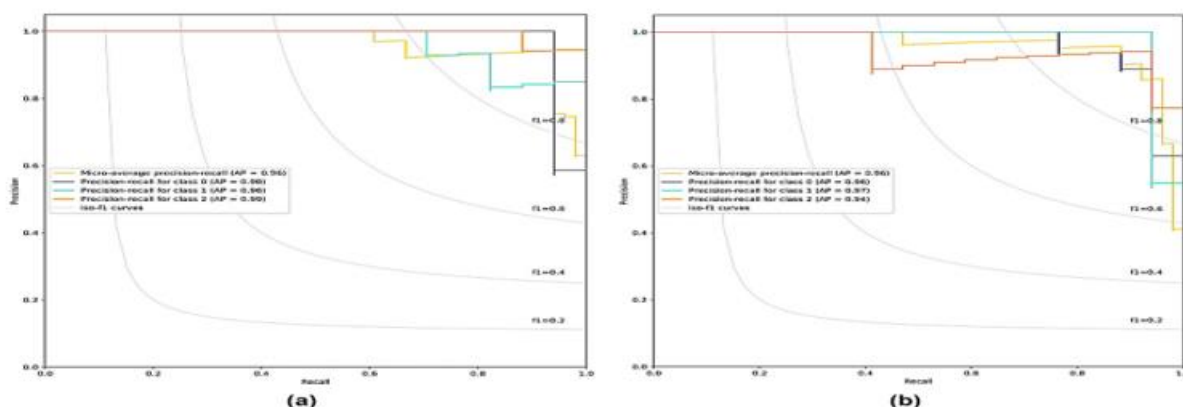 1.0
0.8
0.6
0.4
0.2
0.0
Precision
f1=0.8
f1=0.6
f1=0.4
f1=0.2
Micro-average precision-recall (AP = 0.96)
Precision-recall for class 0 (AP = 0.98)
Precision-recall for class 1 (AP = 0.96)
Precision-recall for class 2 (AP = 0.99)
iso-f1 curves
0.0 0.2 0.4 0.6 0.8 1.0
Recall
(a)
1.0
0.8
0.6
0.4
0.2
0.0
Precision
f1=0.8
f1=0.6
f1=0.4
f1=0.2
Micro-average precision-recall (AP = 0.96)
Precision-recall for class 0 (AP = 0.96)
Precision-recall for class 1 (AP = 0.97)
Precision-recall for class 2 (AP = 0.94)
iso-f1 curves
0.0 0.2 0.4 0.6 0.8 1.0
Recall
(b)